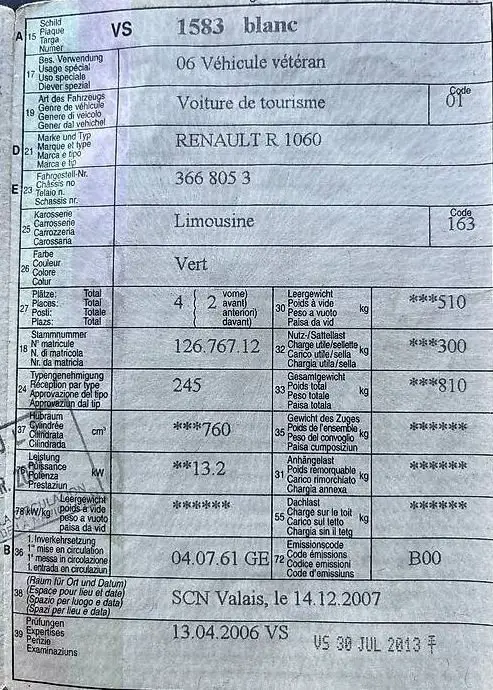 A 15 Schild Plaque Targa Numer VS 1583 blanc
17 Bes. Verwendung Usage spécial Uso speciale Diever spezial 06 Véhicule vétéran
19 Art des Fahrzeugs Genre de véhicule Genere di veicolo Gener dal vehichel Voiture de tourisme Code 01
D 21 Marke und Typ Marque et type Marca e tipo Marca e tip RENAULT R 1060
E 23 Fahrgestell-Nr. Châssis no Telaio n. Schassis nr. 366 805 3
25 Karosserie Carrosserie Carrozzeria Carossaria Limousine Code 163
26 Farbe Couleur Colore Colur Vert
27 Plätze: Total Places: Total Posti: Totale Plazs: Total 4 ( 2 vorne) avant) anteriori) davant) 30 Leergewicht Poids à vide Peso a vuoto Paisa da vid kg ***510
18 Stammnummer N° matricule N. di matricola Nr. da matricla 126.767.12 32 Nutz-/Sattellast Charge utile/sellette Carico utile/sella Chargia utila/sella kg ***300
24 Typengenehmigung Réception par type Approvazione del tipo Approvaziun dal tip 245 33 Gesamtgewicht Poids total Peso totale Paisa totala kg ***810
37 Hubraum Cylindrée Cilindrata Cilindrada cm³ ***760 35 Gewicht des Zuges Poids de l'ensemble Peso del convoglio Paisa cumposiziun kg ******
76 Leistung Puissance Potenza Prestaziun kW **13.2 31 Anhängelast Poids remorquable Carico rimorchiato Chargia annexa kg ******
78 kW/kg Leergewicht poids à vide peso a vuoto paisa da vid ****** 55 Dachlast Charge sur le toit Carico sul tetto Chargia sin il tetg kg ******
B 36 1. Inverkehrsetzung 1re mise en circulation 1a messa in circolazione 1. entrada en circulaziun 04.07.61 GE 72 Emissionscode Code émissions Codice emissioni Code d'emissiuns B00
38 (Raum für Ort und Datum) (Espace pour lieu et date) (Spazio per luogo e data) (Spazi per lieu e data) SCN Valais, le 14.12.2007
39 Prüfungen Expertises Perizie Examinaziuns 13.04.2006 VS VS 30 JUL 2013